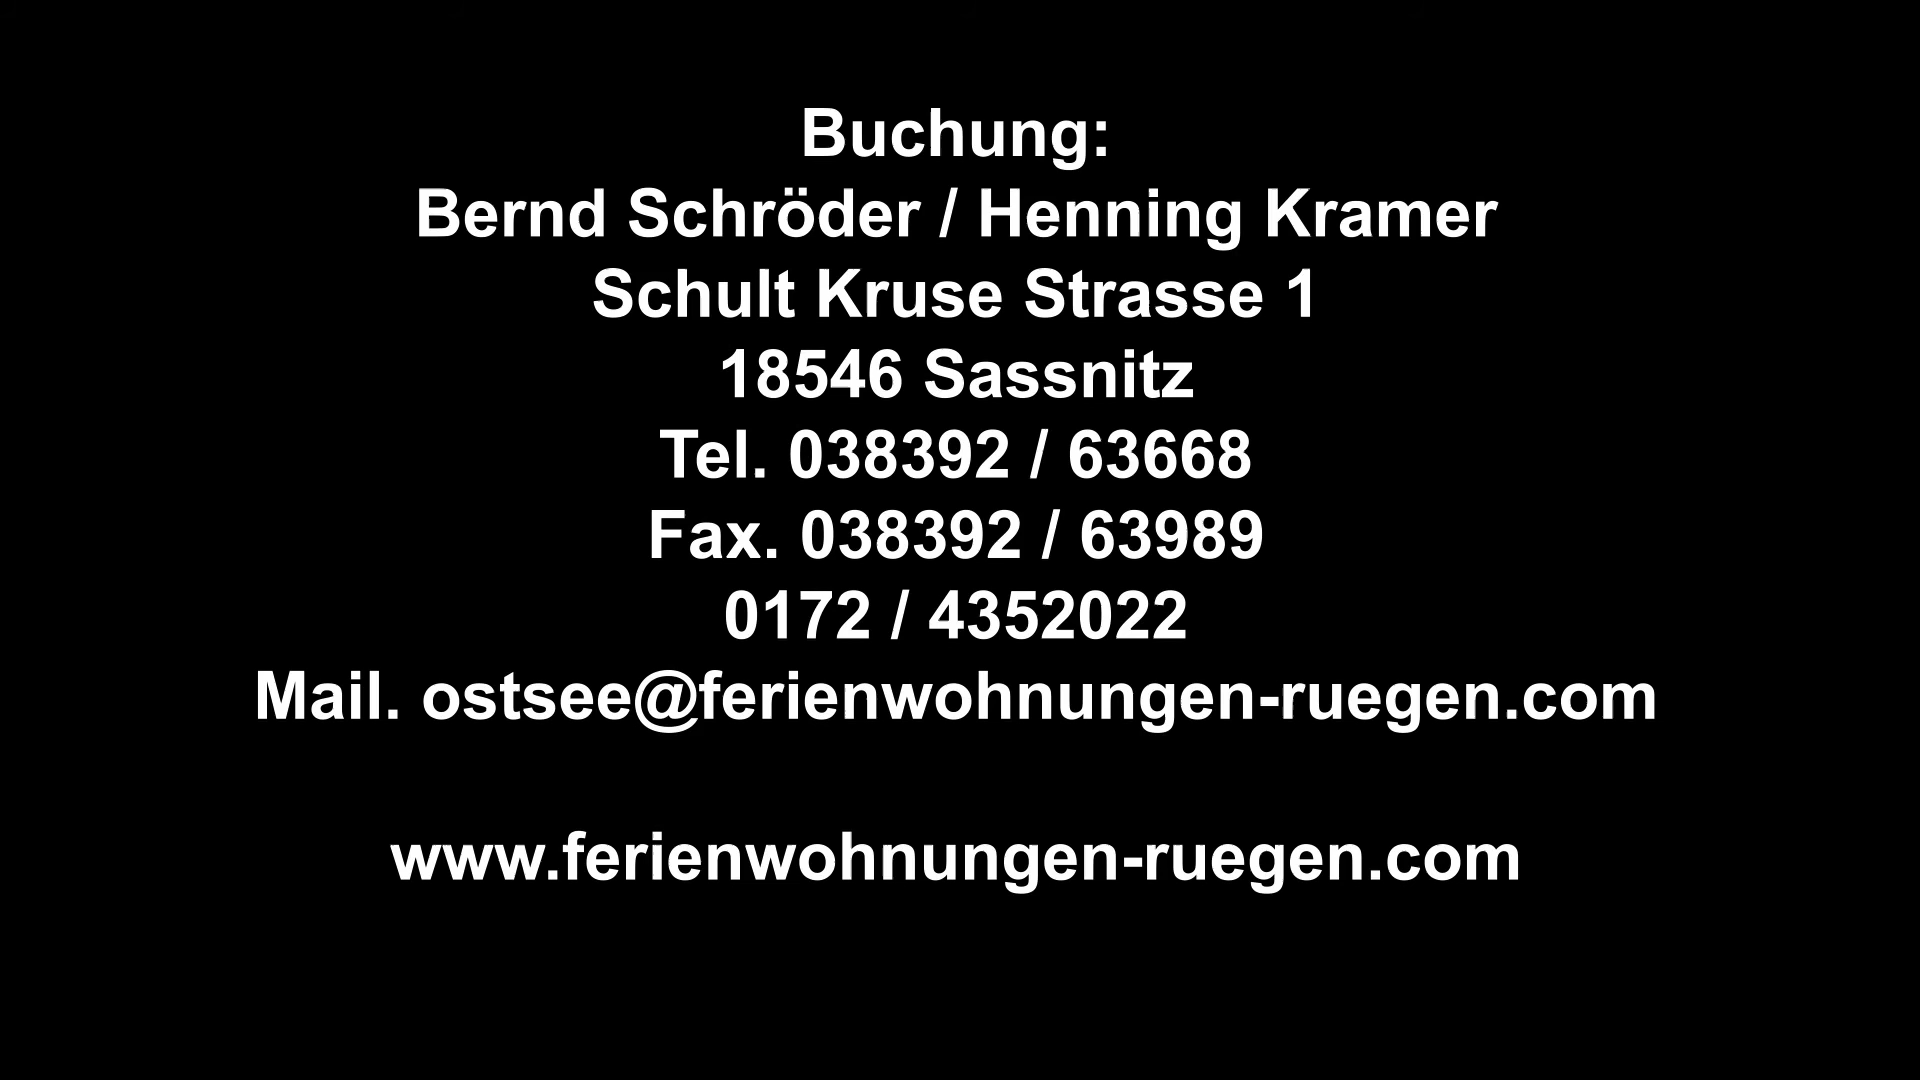 Buchung:
Bernd Schröder / Henning Kramer
Schult Kruse Strasse 1
18546 Sassnitz
Tel. 038392 / 63668
Fax. 038392 / 63989
0172 / 4352022
Mail. ostsee@ferienwohnungen-ruegen.com
www.ferienwohnungen-ruegen.com